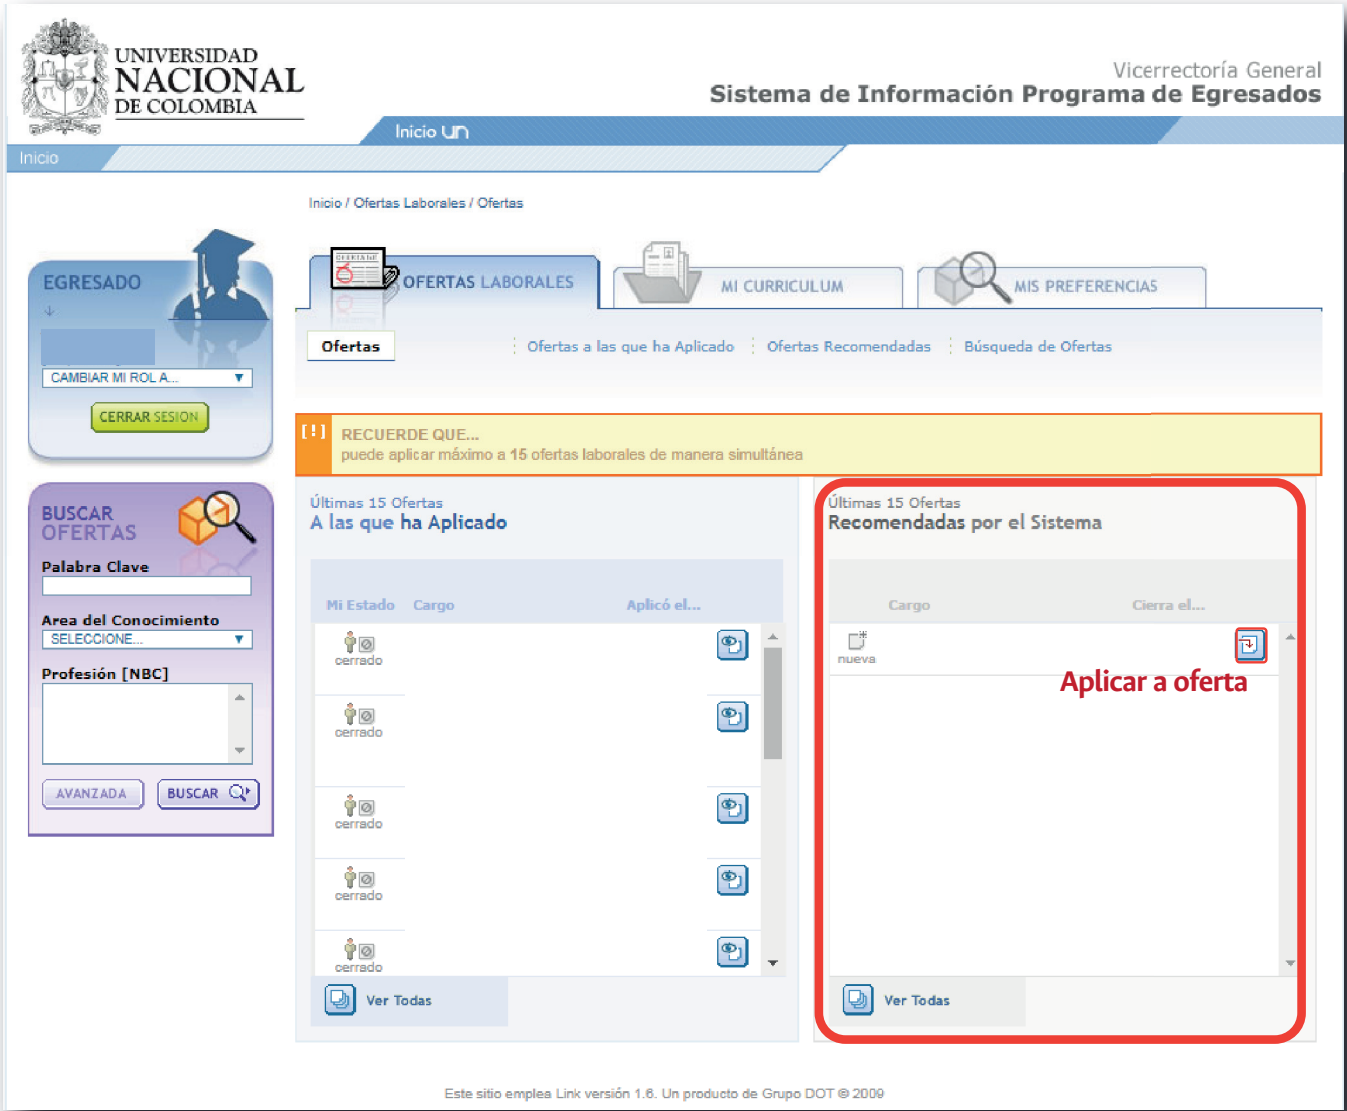 UNIVERSIDAD
NACIONAL
DE COLOMBIA
Vicerrectoría General
Sistema de Información Programa de Egresados
Inicio un
Inicio
Inicio / Ofertas Laborales / Ofertas
EGRESADO
CAMBIAR MI ROL A...
CERRAR SESION
OFERTAS LABORALES
MI CURRICULUM
MIS PREFERENCIAS
Ofertas
Ofertas a las que ha Aplicado
Ofertas Recomendadas
Búsqueda de Ofertas
[!] RECUERDE QUE...
puede aplicar máximo a 15 ofertas laborales de manera simultánea
BUSCAR
OFERTAS
Palabra Clave
Area del Conocimiento
SELECCIONE...
Profesión [NBC]
AVANZADA
BUSCAR
Últimas 15 Ofertas
A las que ha Aplicado
Mi Estado Cargo Aplicó el...
cerrado
cerrado
cerrado
cerrado
cerrado
Ver Todas
Últimas 15 Ofertas
Recomendadas por el Sistema
Cargo Cierra el...
nueva
Aplicar a oferta
Ver Todas
Este sitio emplea Link versión 1.6. Un producto de Grupo DOT © 2009